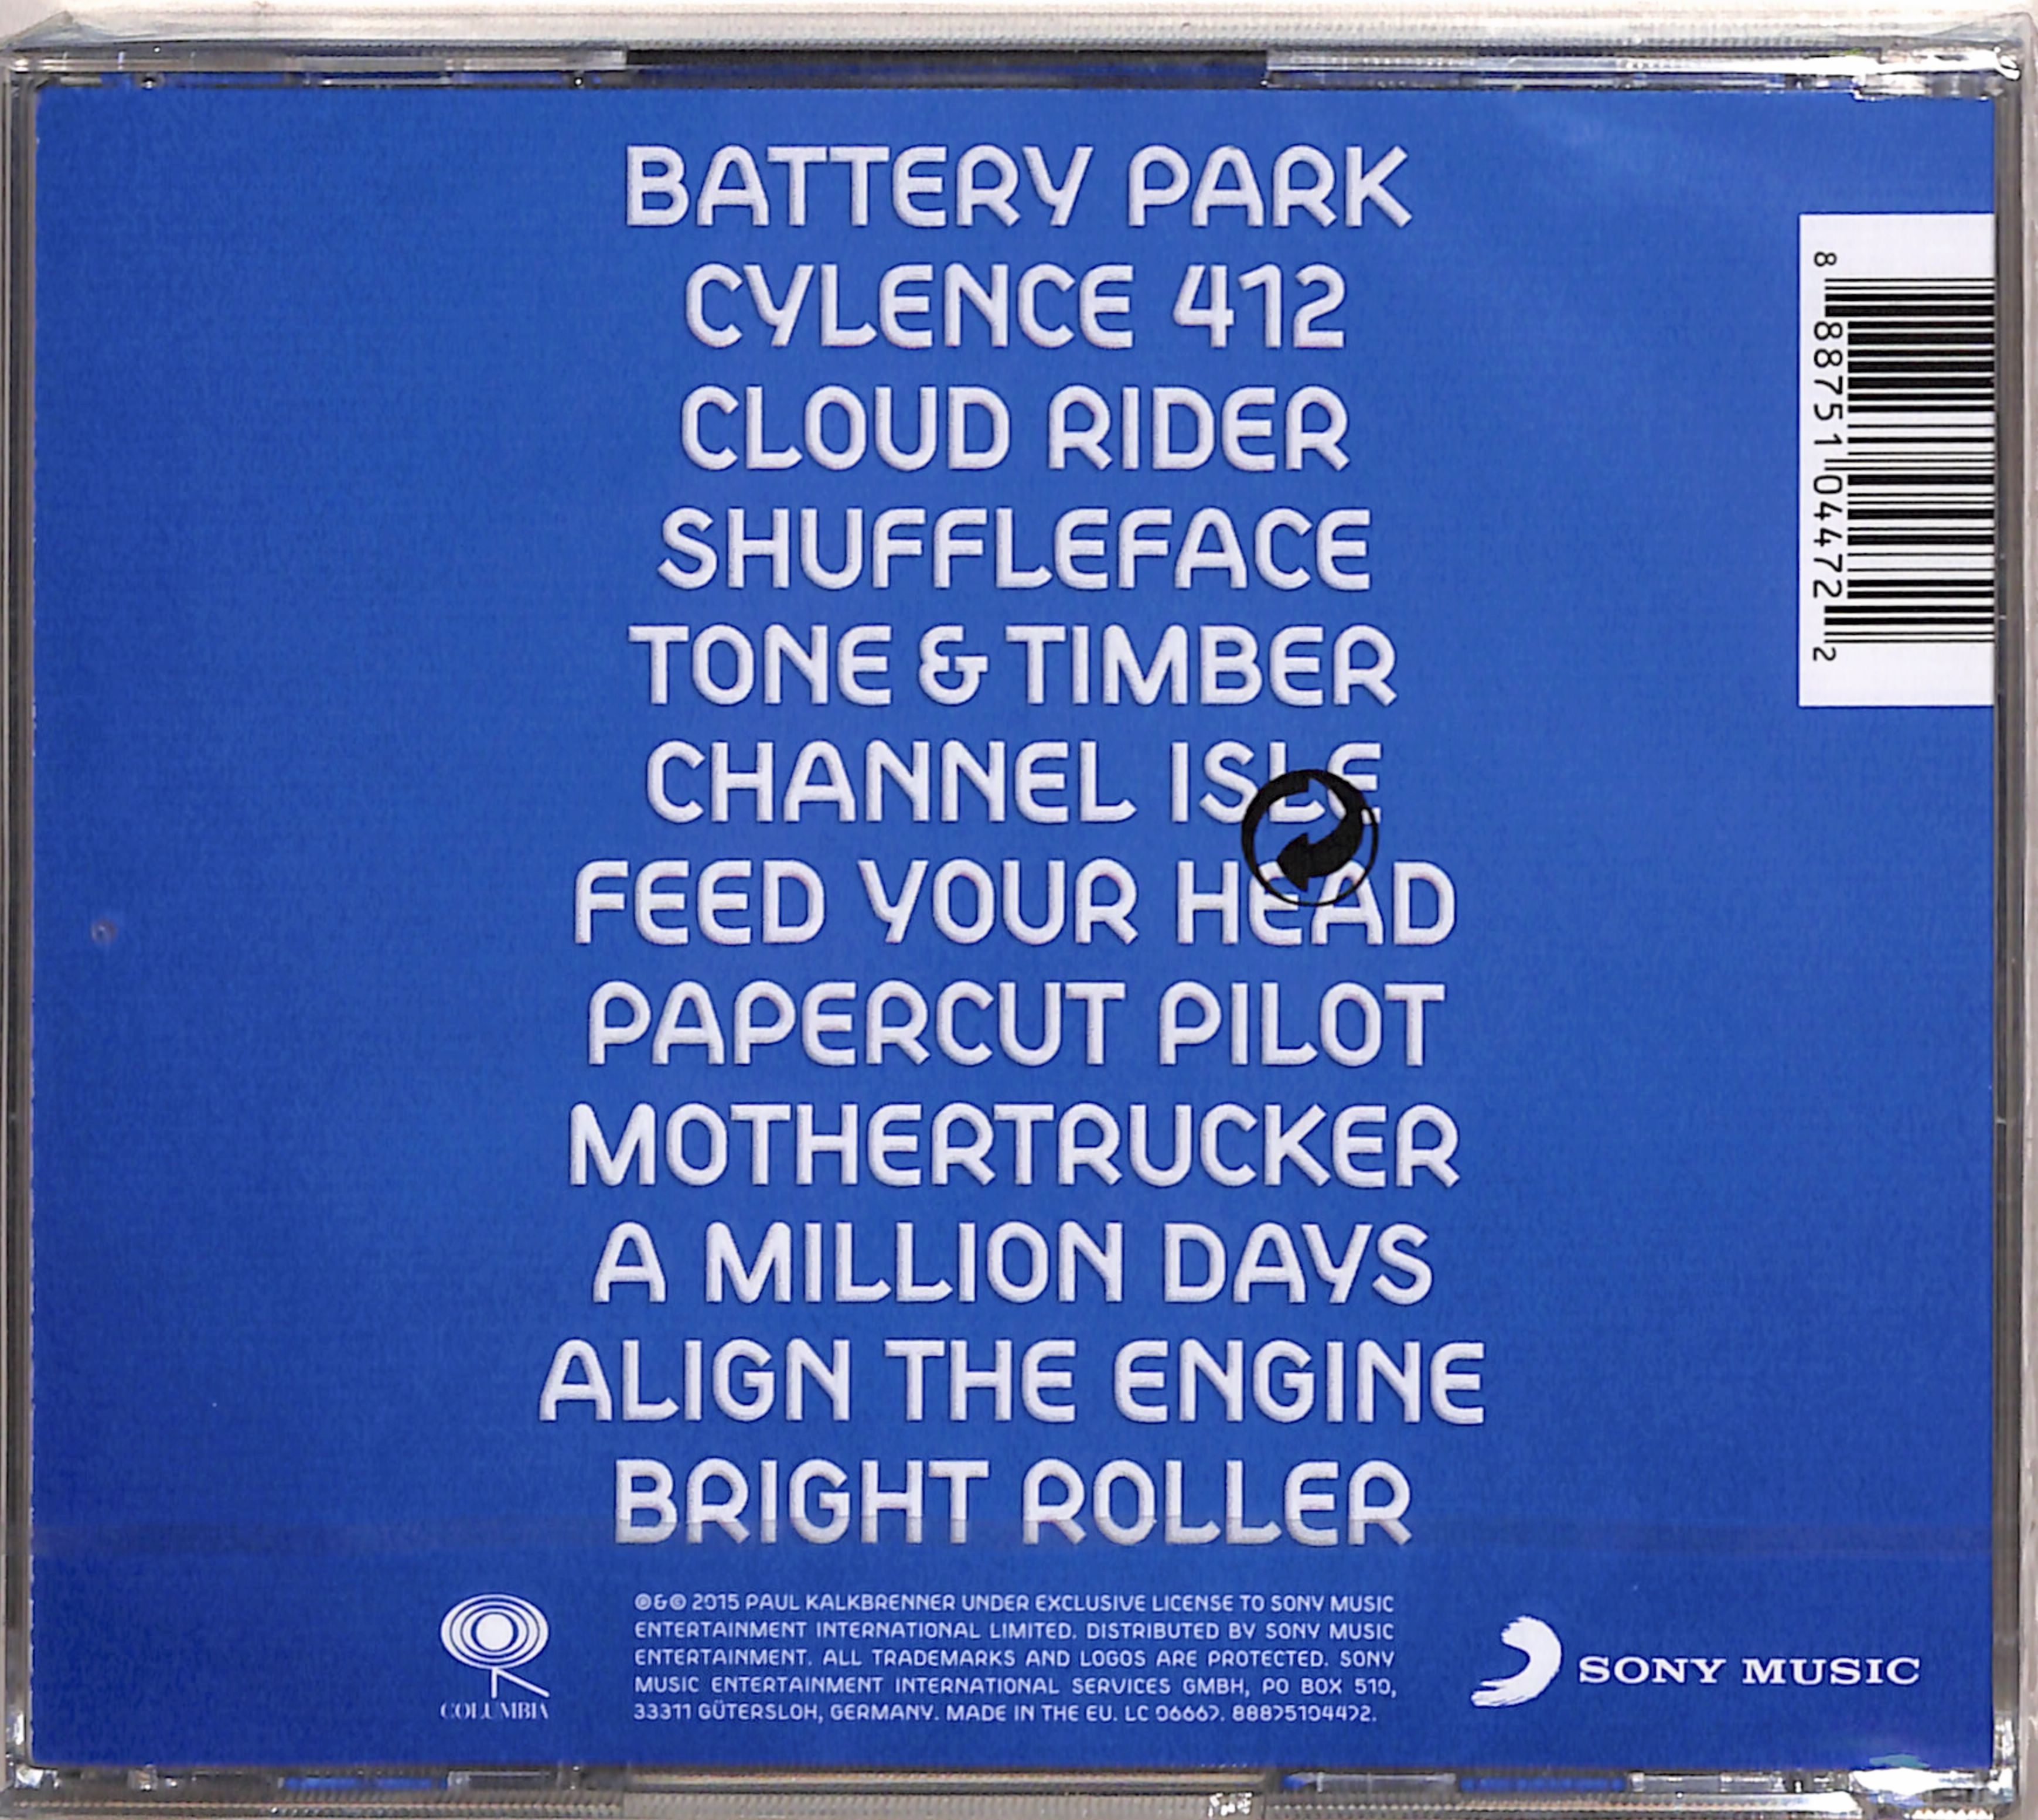 BATTERY PARK
CYLENCE 412
CLOUD RIDER
SHUFFLEFACE
TONE & TIMBER
CHANNEL ISLE
FEED YOUR HEAD
PAPERCUT PILOT
MOTHERTRUCKER
A MILLION DAYS
ALIGN THE ENGINE
BRIGHT ROLLER
8 88751 04472 2
℗&© 2015 PAUL KALKBRENNER UNDER EXCLUSIVE LICENSE TO SONY MUSIC
ENTERTAINMENT INTERNATIONAL LIMITED. DISTRIBUTED BY SONY MUSIC
ENTERTAINMENT. ALL TRADEMARKS AND LOGOS ARE PROTECTED. SONY
MUSIC ENTERTAINMENT INTERNATIONAL SERVICES GMBH, PO BOX 510,
33311 GÜTERSLOH, GERMANY. MADE IN THE EU. LC 06667. 88875104472.
COLUMBIA
SONY MUSIC